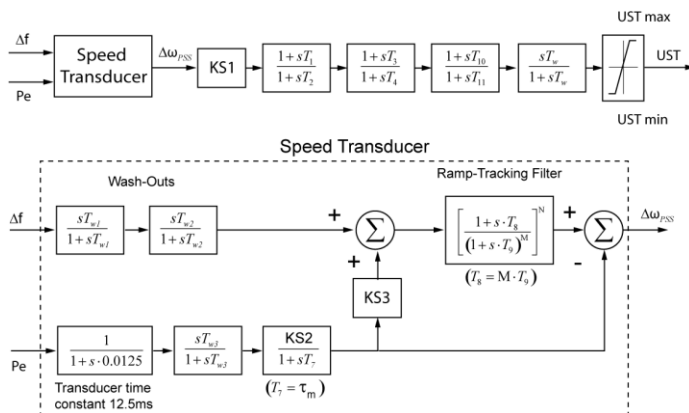 Δf
Pe
Speed
Transducer
Δω_PSS
KS1
1+sT_1
1+sT_2
1+sT_3
1+sT_4
1+sT_10
1+sT_11
sT_w
1+sT_w
UST max
UST
UST min
Speed Transducer
Wash-Outs
Ramp-Tracking Filter
Δf
sT_w1
1+sT_w1
sT_w2
1+sT_w2
+
Σ
+
[1+s·T_8
(1+s·T_9)^M]^N
(T_8 = M·T_9)
+
Σ
-
Δω_PSS
KS3
Pe
1
1+s·0.0125
Transducer time
constant 12.5ms
sT_w3
1+sT_w3
KS2
1+sT_7
(T_7 = τ_m)